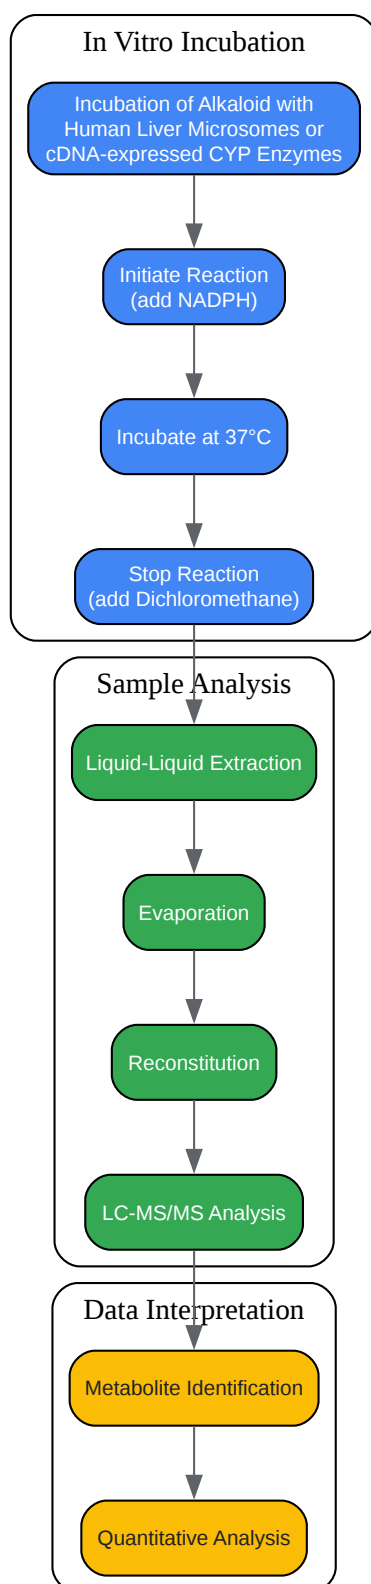 In Vitro Incubation
Incubation of Alkaloid with
Human Liver Microsomes or
cDNA-expressed CYP Enzymes
Initiate Reaction
(add NADPH)
Incubate at 37°C
Stop Reaction
(add Dichloromethane)
Sample Analysis
Liquid-Liquid Extraction
Evaporation
Reconstitution
LC-MS/MS Analysis
Data Interpretation
Metabolite Identification
Quantitative Analysis